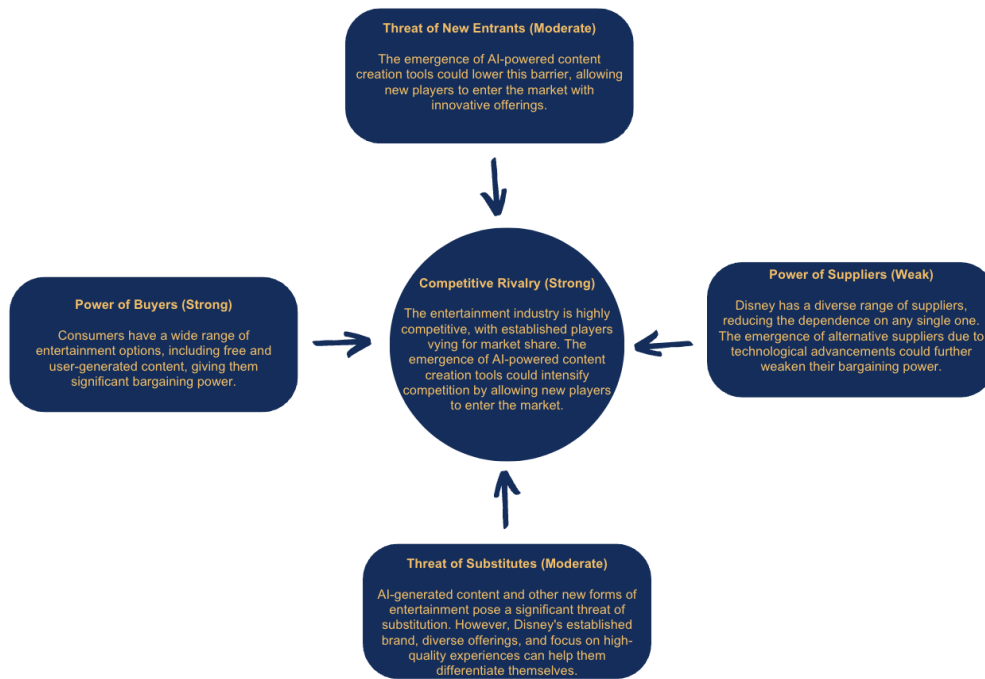 Threat of New Entrants (Moderate)
The emergence of AI-powered content
creation tools could lower this barrier, allowing
new players to enter the market with
innovative offerings.
Power of Buyers (Strong)
Consumers have a wide range of
entertainment options, including free and
user-generated content, giving them
significant bargaining power.
Competitive Rivalry (Strong)
The entertainment industry is highly
competitive, with established players
vying for market share. The
emergence of AI-powered content
creation tools could intensify
competition by allowing new players
to enter the market.
Power of Suppliers (Weak)
Disney has a diverse range of suppliers,
reducing the dependence on any single one.
The emergence of alternative suppliers due to
technological advancements could further
weaken their bargaining power.
Threat of Substitutes (Moderate)
AI-generated content and other new forms of
entertainment pose a significant threat of
substitution. However, Disney's established
brand, diverse offerings, and focus on high-
quality experiences can help them
differentiate themselves.